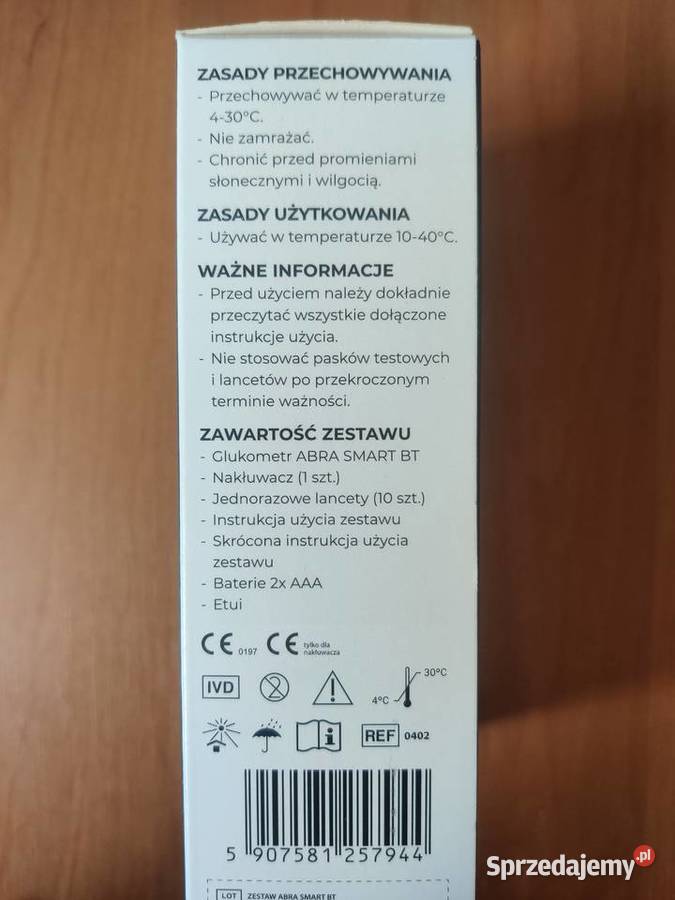 ZASADY PRZECHOWYWANIA
- Przechowywać w temperaturze
4-30°C.
- Nie zamrażać.
- Chronić przed promieniami
słonecznymi i wilgocią.
ZASADY UŻYTKOWANIA
- Używać w temperaturze 10-40°C.
WAŻNE INFORMACJE
- Przed użyciem należy dokładnie
przeczytać wszystkie dołączone
instrukcje użycia.
- Nie stosować pasków testowych
i lancetów po przekroczonym
terminie ważności.
ZAWARTOŚĆ ZESTAWU
- Glukometr ABRA SMART BT
- Nakłuwacz (1 szt.)
- Jednorazowe lancety (10 szt.)
- Instrukcja użycia zestawu
- Skrócona instrukcja użycia
zestawu
- Baterie 2x AAA
- Etui
CE 0197 CE tylko dla
nakłuwacza
IVD 2 4°C 30°C
REF 0402
5 907581 257944
LOT ZESTAW ABRA SMART BT
Sprzedajemy.pl